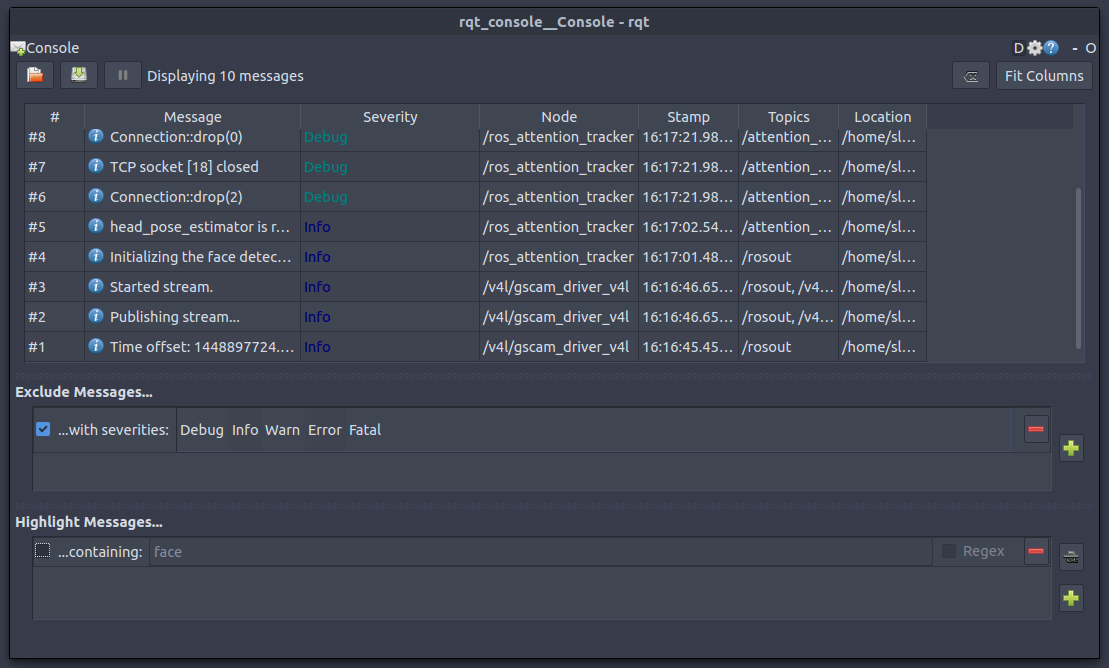 rqt_console__Console - rqt
Console D ? - O
Displaying 10 messages Fit Columns
# Message Severity Node Stamp Topics Location
#8 Connection::drop(0) Debug /ros_attention_tracker 16:17:21.98... /attention_... /home/sl...
#7 TCP socket [18] closed Debug /ros_attention_tracker 16:17:21.98... /attention_... /home/sl...
#6 Connection::drop(2) Debug /ros_attention_tracker 16:17:21.98... /attention_... /home/sl...
#5 head_pose_estimator is r... Info /ros_attention_tracker 16:17:02.54... /attention_... /home/sl...
#4 Initializing the face detec... Info /ros_attention_tracker 16:17:01.48... /rosout /home/sl...
#3 Started stream. Info /v4l/gscam_driver_v4l 16:16:46.65... /rosout, /v4... /home/sl...
#2 Publishing stream... Info /v4l/gscam_driver_v4l 16:16:46.65... /rosout, /v4... /home/sl...
#1 Time offset: 1448897724.... Info /v4l/gscam_driver_v4l 16:16:45.45... /rosout /home/sl...
Exclude Messages...
...with severities: Debug Info Warn Error Fatal
Highlight Messages...
...containing: face Regex